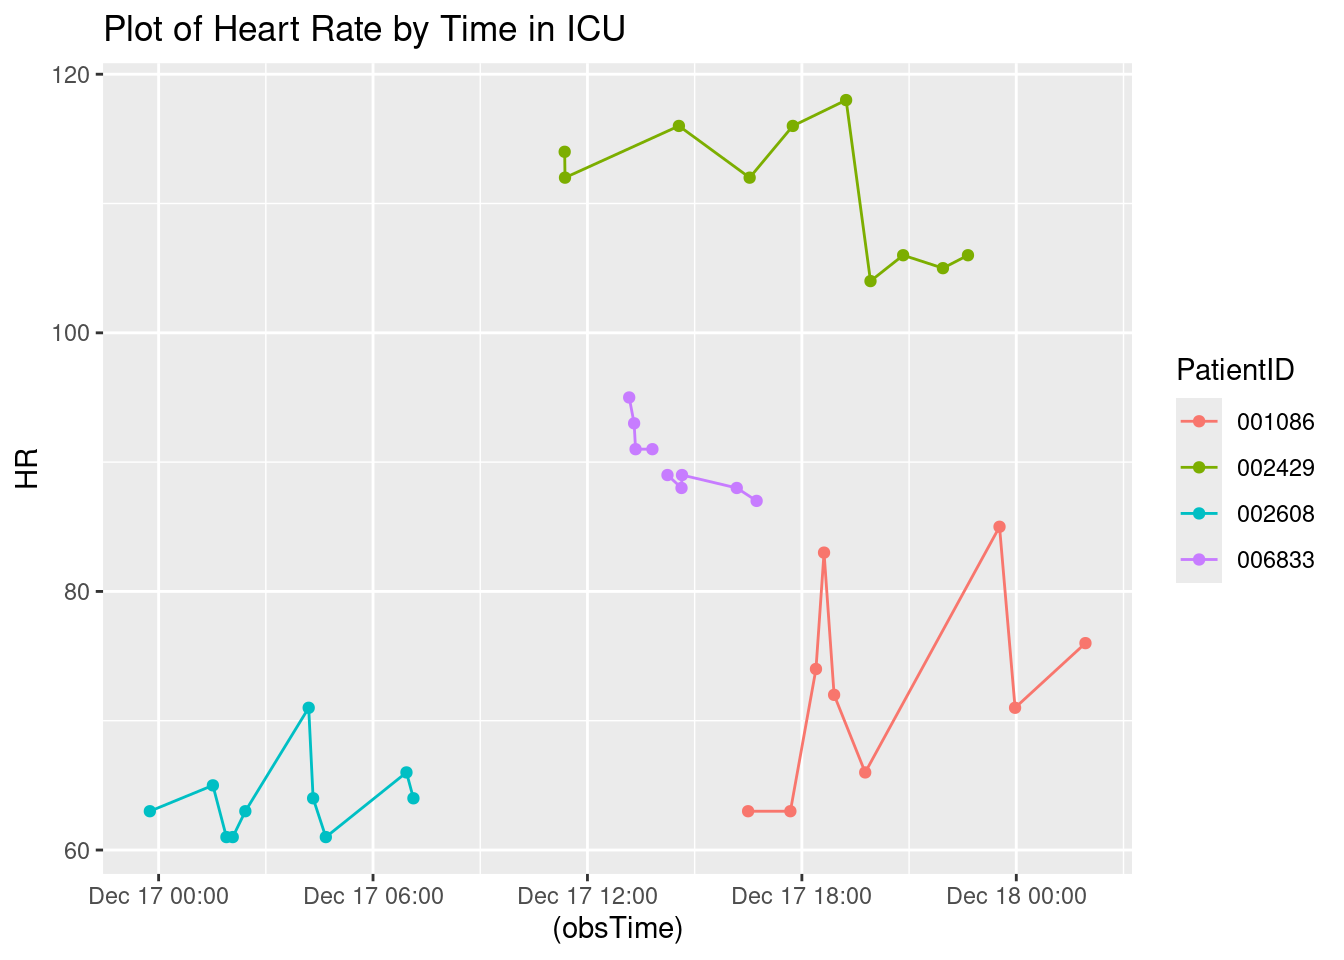 Plot of Heart Rate by Time in ICU
120
100
80
60
HR
Dec 17 00:00 Dec 17 06:00 Dec 17 12:00 Dec 17 18:00 Dec 18 00:00
(obsTime)
PatientID
001086
002429
002608
006833